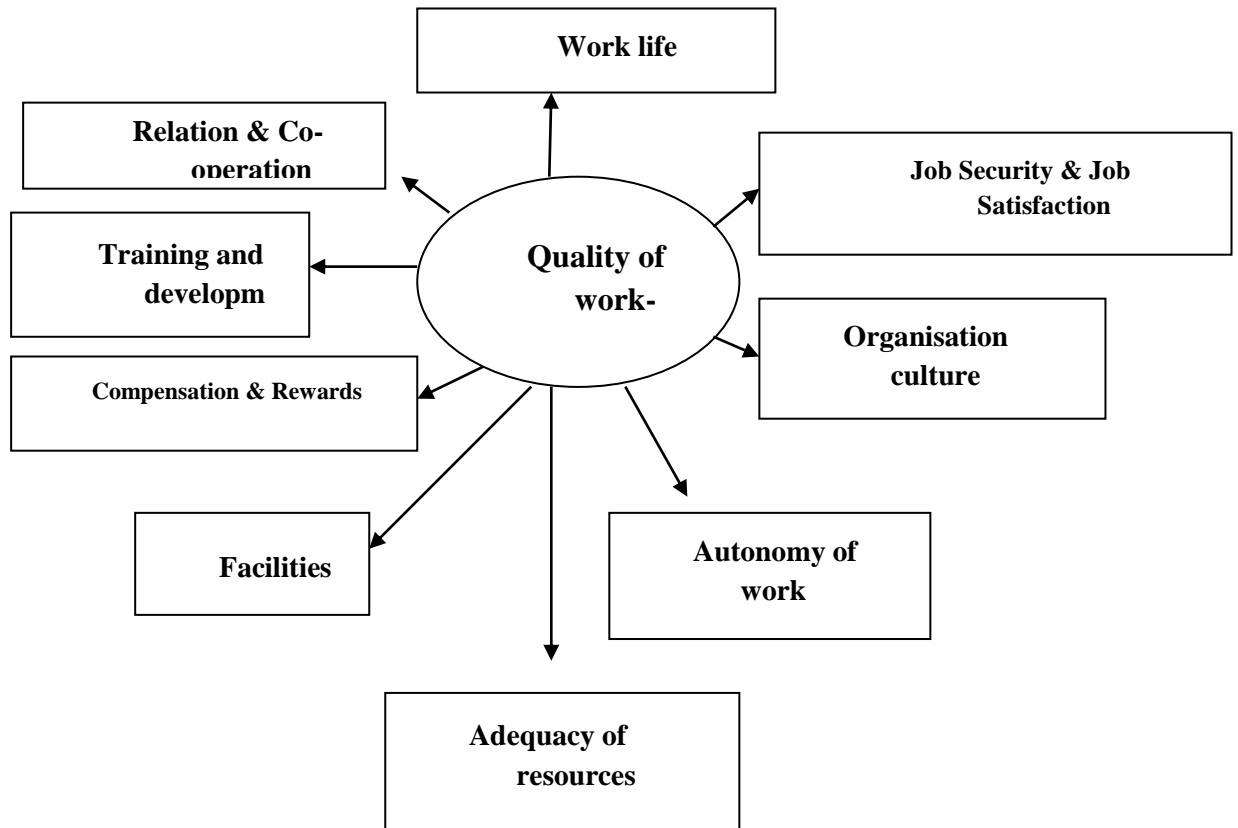 Work life
Relation & Co-
operation
Job Security & Job
Satisfaction
Training and
developm
Quality of
work-
Organisation
culture
Compensation & Rewards
Facilities
Autonomy of
work
Adequacy of
resources